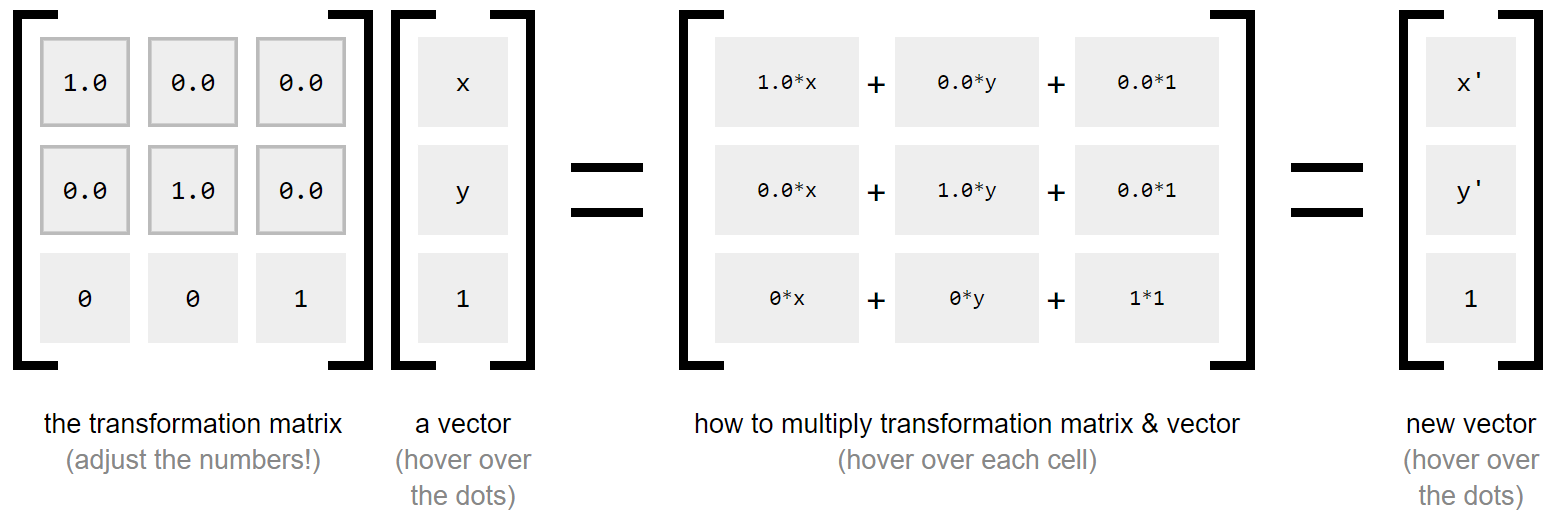 1.0 0.0 0.0 x 1.0*x + 0.0*y + 0.0*1 x'
0.0 1.0 0.0 y = 0.0*x + 1.0*y + 0.0*1 = y'
0 0 1 1 0*x + 0*y + 1*1 1
the transformation matrix
(adjust the numbers!)
a vector
(hover over
the dots)
how to multiply transformation matrix & vector
(hover over each cell)
new vector
(hover over
the dots)